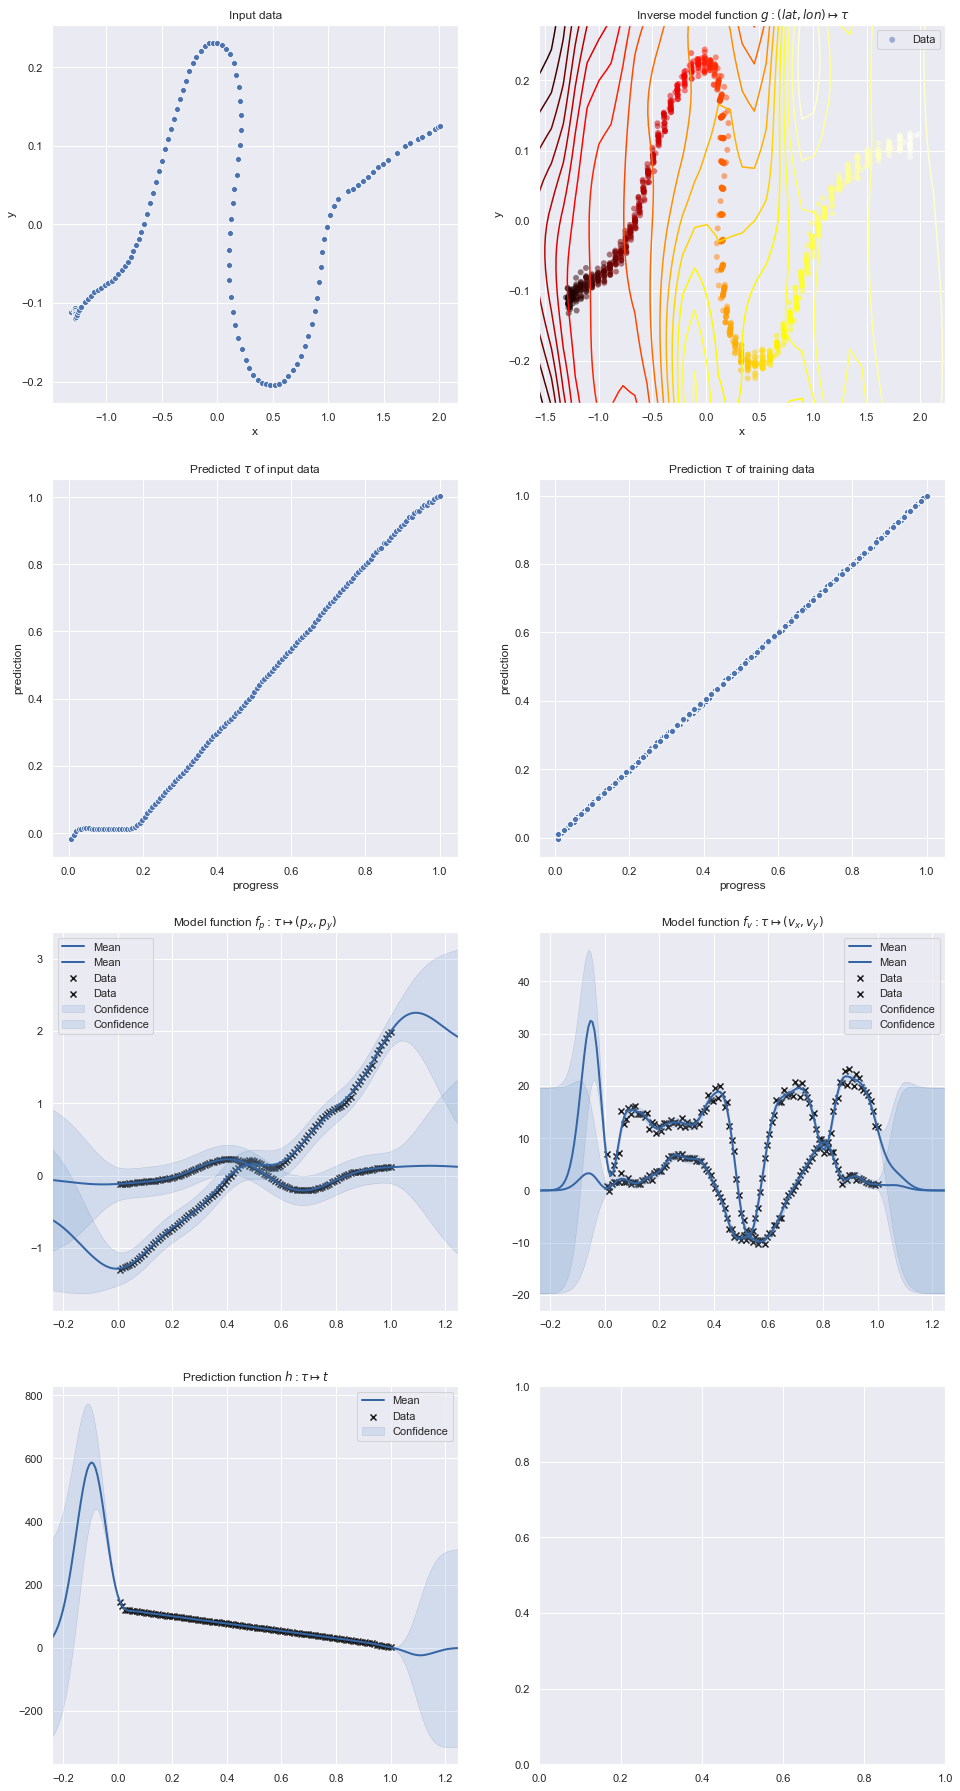 Input data
0.2
0.1
0.0
−0.1
−0.2
y
−1.0 −0.5 0.0 0.5 1.0 1.5 2.0
x
Inverse model function g : (lat, lon) ↦ τ
Data
0.2
0.1
0.0
−0.1
−0.2
y
−1.5 −1.0 −0.5 0.0 0.5 1.0 1.5 2.0
x
Predicted τ of input data
1.0
0.8
0.6
0.4
0.2
0.0
prediction
0.0 0.2 0.4 0.6 0.8 1.0
progress
Prediction τ of training data
1.0
0.8
0.6
0.4
0.2
0.0
prediction
0.0 0.2 0.4 0.6 0.8 1.0
progress
Model function f_p : τ ↦ (p_x, p_y)
Mean
Mean
Data
Data
Confidence
Confidence
3
2
1
0
−1
−0.2 0.0 0.2 0.4 0.6 0.8 1.0 1.2
Model function f_v : τ ↦ (v_x, v_y)
Mean
Mean
Data
Data
Confidence
Confidence
40
30
20
10
0
−10
−20
−0.2 0.0 0.2 0.4 0.6 0.8 1.0 1.2
Prediction function h : τ ↦ t
Mean
Data
Confidence
800
600
400
200
0
−200
−0.2 0.0 0.2 0.4 0.6 0.8 1.0 1.2
1.0
0.8
0.6
0.4
0.2
0.0
0.0 0.2 0.4 0.6 0.8 1.0